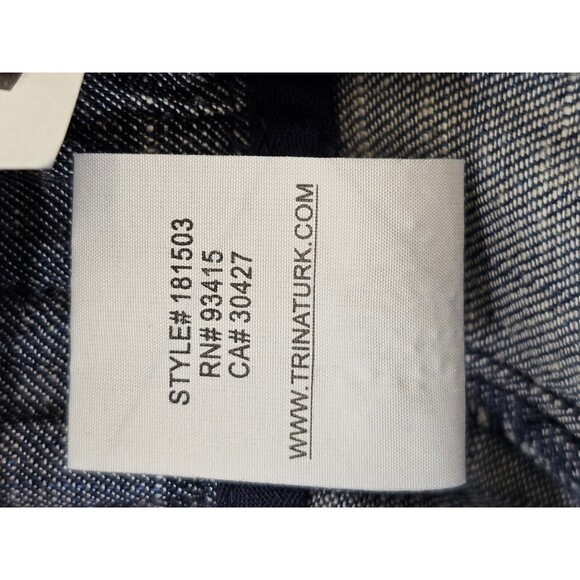 STYLE# 181503
RN# 93415
CA# 30427
WWW.TRINATURK.COM